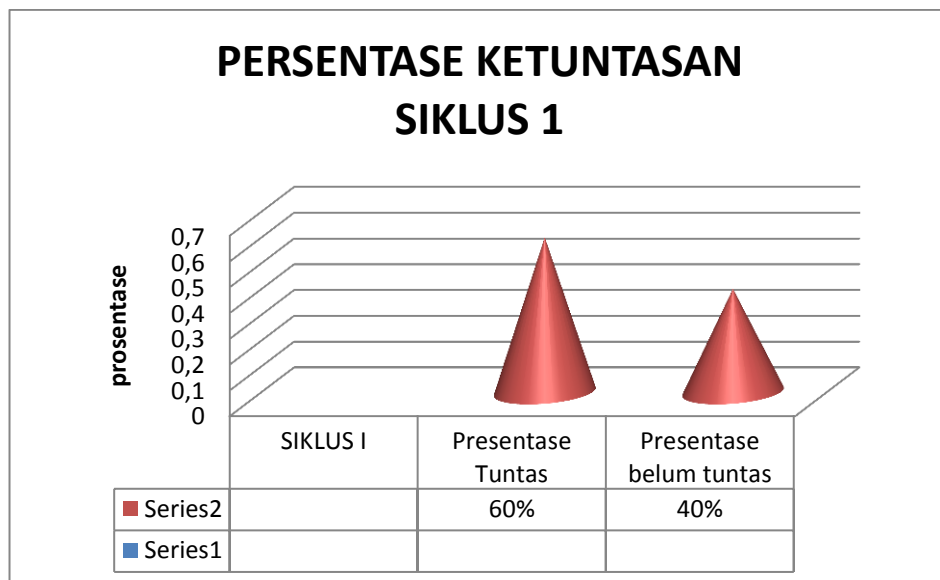 PERSENTASE KETUNTASAN
SIKLUS 1
prosentase
0,7
0,6
0,5
0,4
0,3
0,2
0,1
0
SIKLUS I
Presentase
Tuntas
Presentase
belum tuntas
Series2 60% 40%
Series1